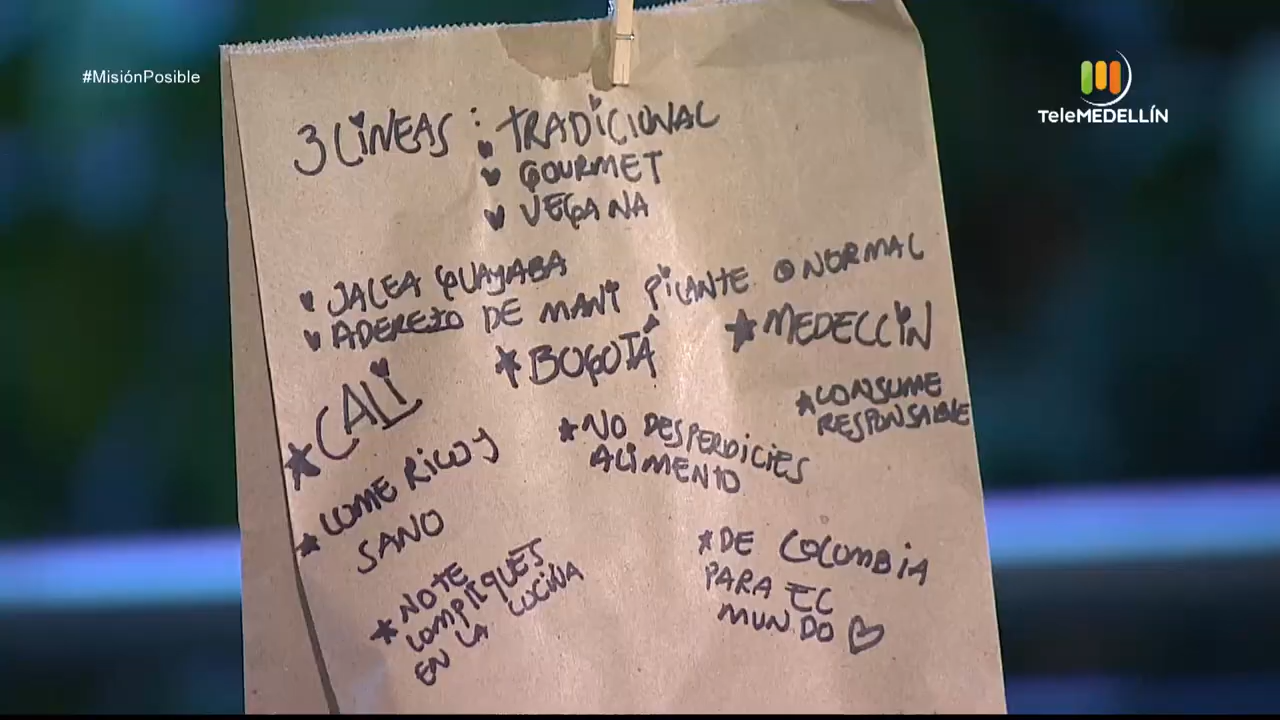 #MisiónPosible
TeleMEDELLÍN
3 LINEAS : TRADICIONAL
GOURMET
VEGANA
JALEA GUAYABA
ADEREZO DE MANI PICANTE O NORMAL
* CALI
* BOGOTÁ
* MEDELLIN
* CONSUME
RESPONSABLE
* NO DESPERDICIES
ALIMENTO
* COME RICO Y
SANO
* NO TE
COMPLIQUES
EN LA COCINA
* DE COLOMBIA
PARA EL
MUNDO